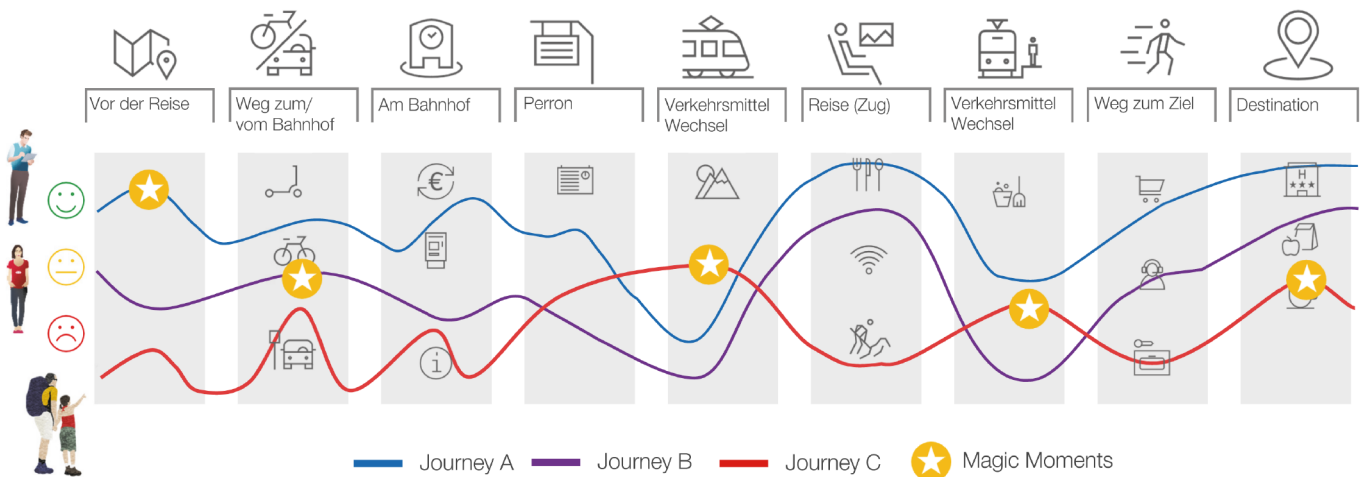 Vor der Reise
Weg zum/
vom Bahnhof
Am Bahnhof
Perron
Verkehrsmittel
Wechsel
Reise (Zug)
Verkehrsmittel
Wechsel
Weg zum Ziel
Destination
€
H
i
Journey A
Journey B
Journey C
Magic Moments